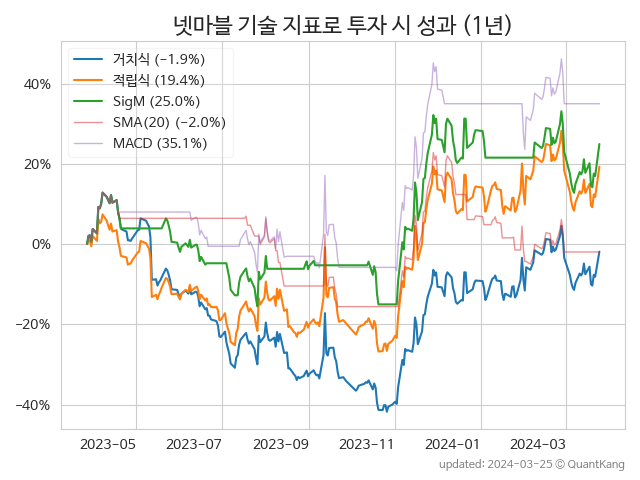 넷마블 기술 지표로 투자 시 성과 (1년)
거치식 (−1.9%)
적립식 (19.4%)
SigM (25.0%)
SMA(20) (−2.0%)
MACD (35.1%)
40%
20%
0%
−20%
−40%
2023-05 2023-07 2023-09 2023-11 2024-01 2024-03
updated: 2024-03-25 © QuantKang